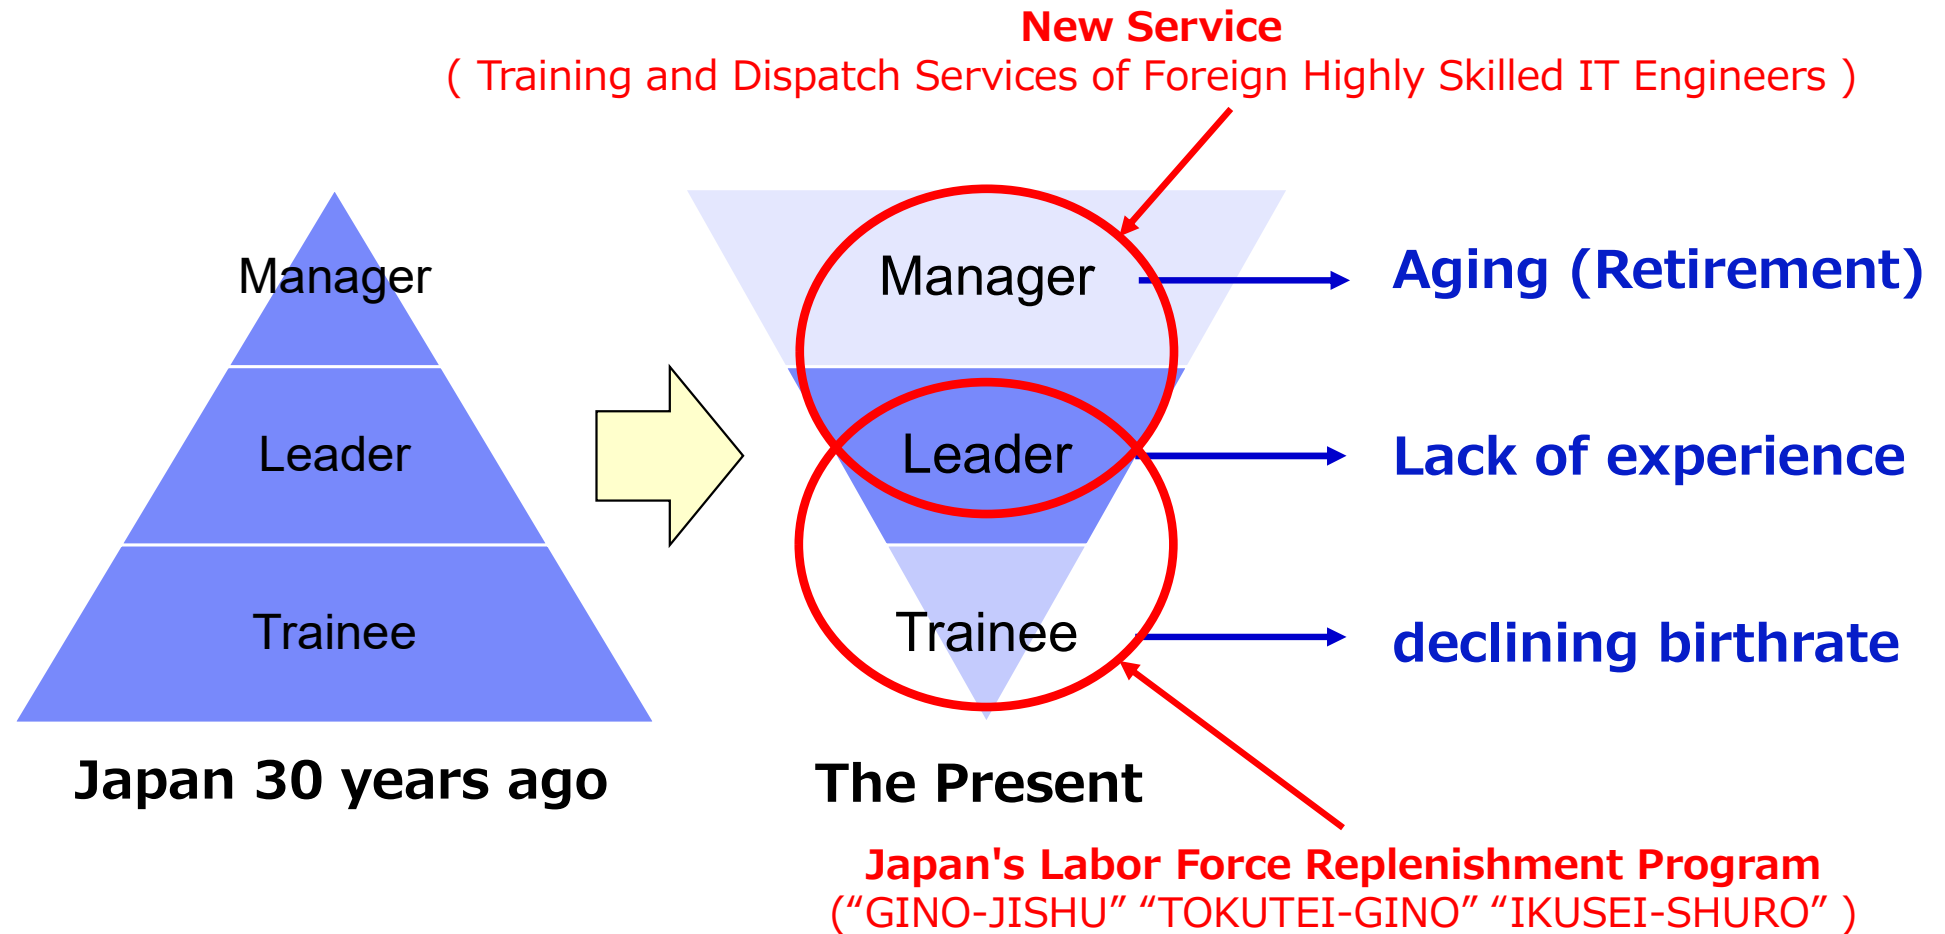 New Service
( Training and Dispatch Services of Foreign Highly Skilled IT Engineers )
Manager
Leader
Trainee
Japan 30 years ago
Manager
Leader
Trainee
The Present
Aging (Retirement)
Lack of experience
declining birthrate
Japan's Labor Force Replenishment Program
(“GINO-JISHU” “TOKUTEI-GINO” “IKUSEI-SHURO” )